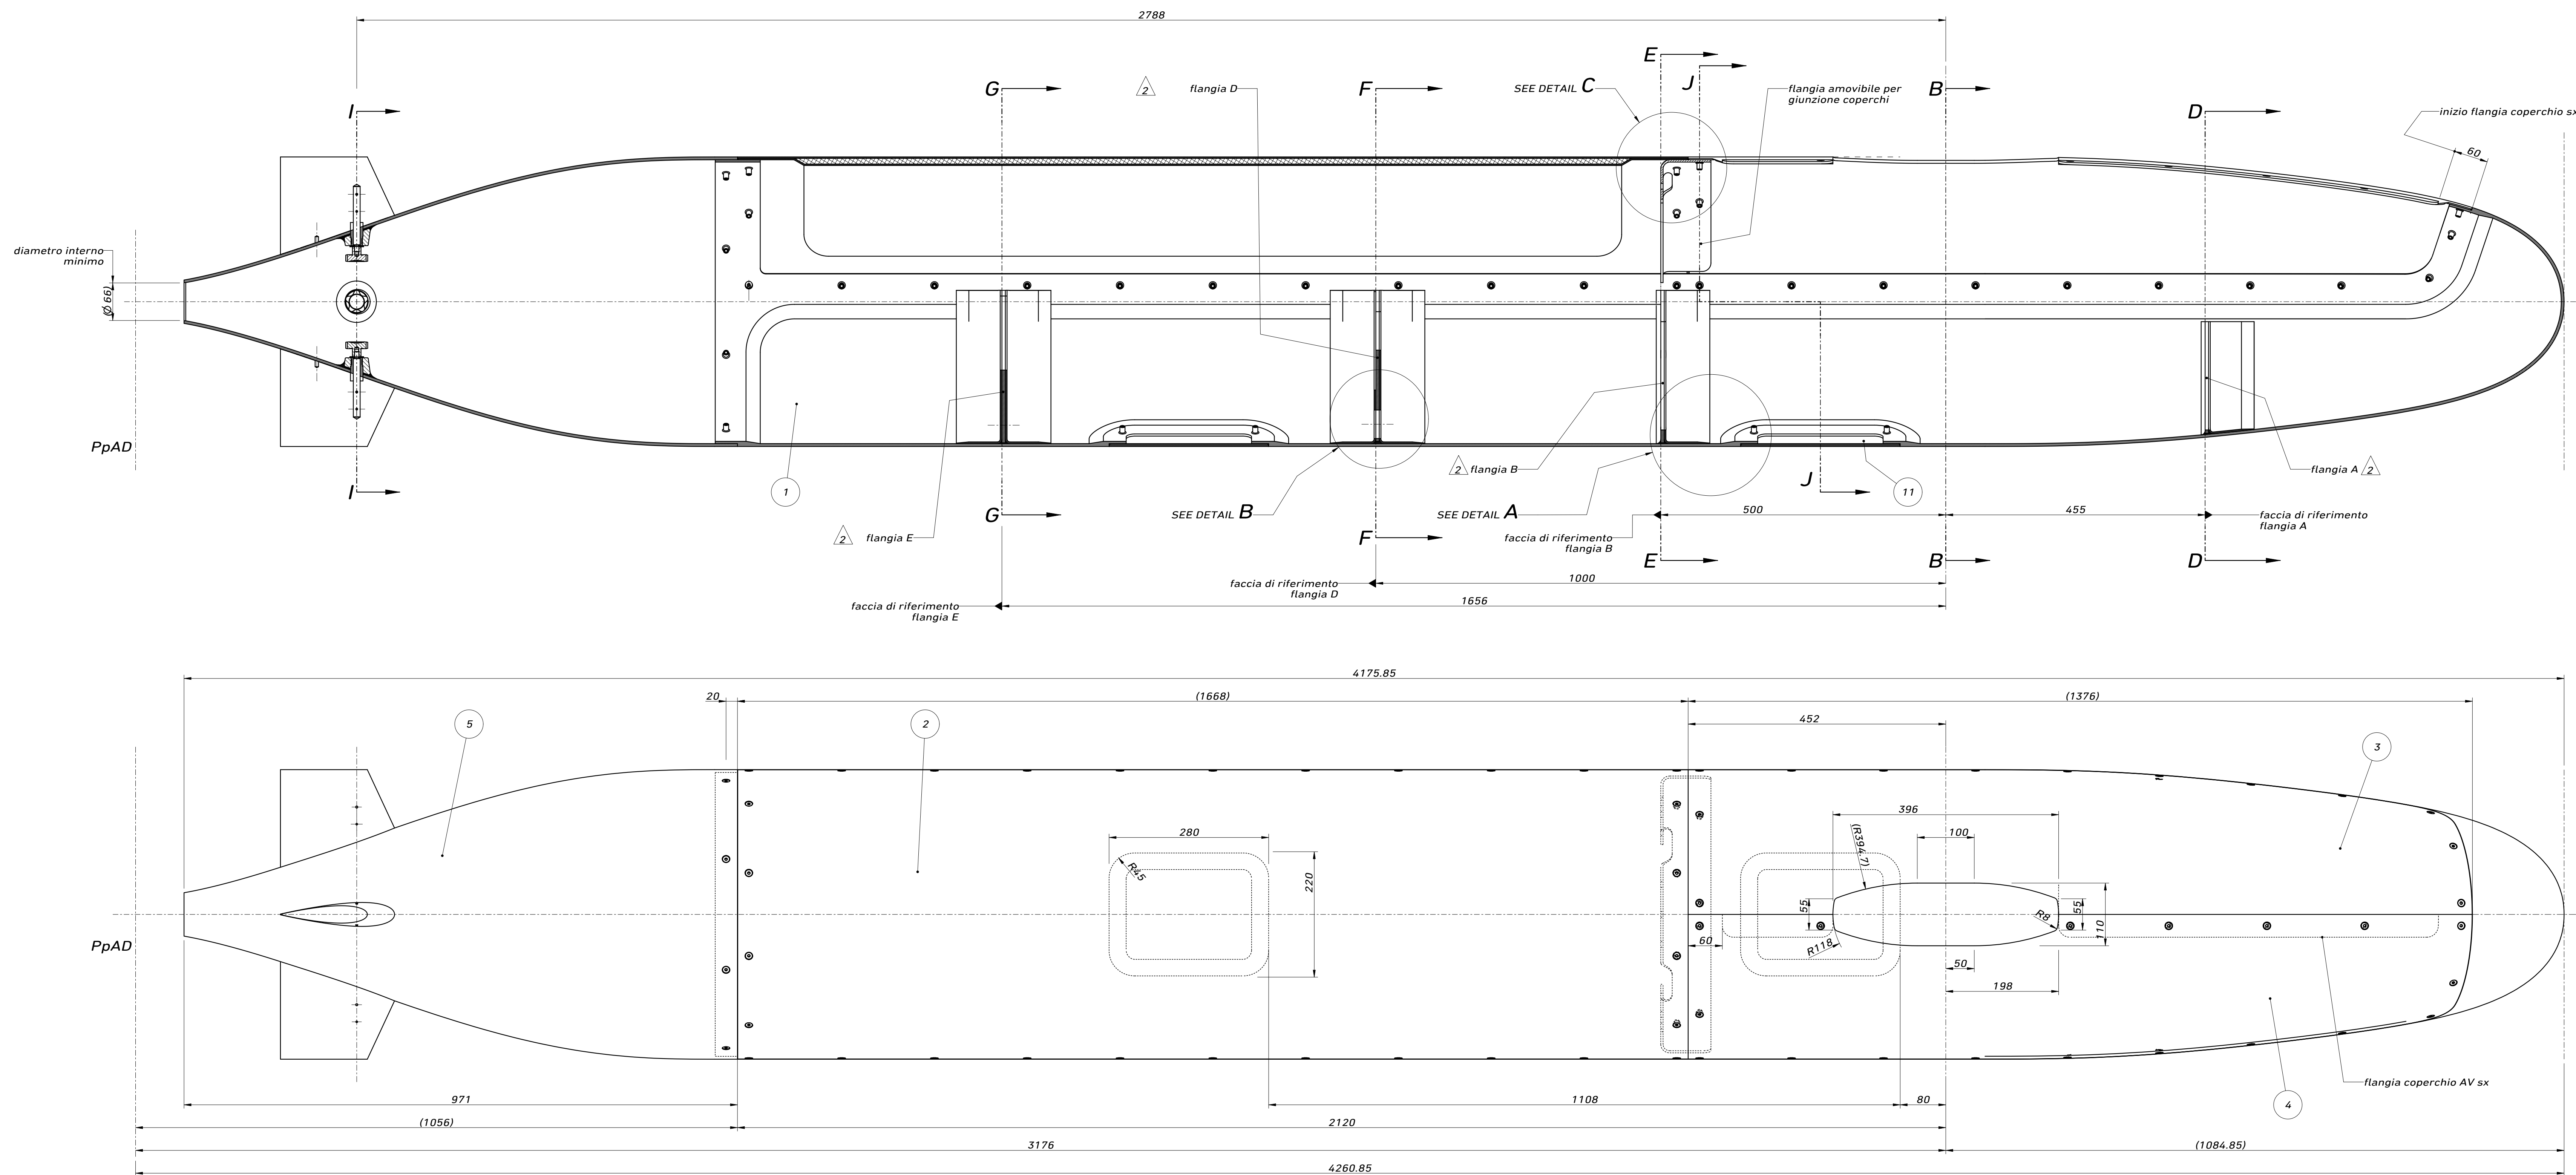 2788
E
J
G
2
flangia D
F
SEE DETAIL C
flangia amovibile per
giunzione coperchi
B
I
D
inizio flangia coperchio sx
60
diametro interno
minimo
(Ø 66)
PpAD
I
1
G
2
flangia E
SEE DETAIL B
F
2
flangia B
SEE DETAIL A
J
11
flangia A
2
500
455
faccia di riferimento
flangia B
faccia di riferimento
flangia A
E
B
D
faccia di riferimento
flangia D
1000
faccia di riferimento
flangia E
1656
4175.85
20
(1668)
(1376)
5
2
452
3
396
100
(R394.7)
280
R45
220
55
R8
55
110
60
R118
50
198
PpAD
flangia coperchio AV sx
4
971
1108
80
(1056)
2120
3176
(1084.85)
4260.85